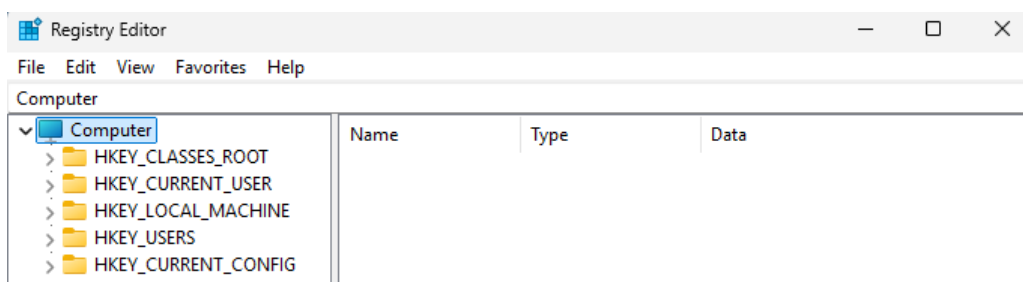 Registry Editor
File Edit View Favorites Help
Computer
Computer
HKEY_CLASSES_ROOT
HKEY_CURRENT_USER
HKEY_LOCAL_MACHINE
HKEY_USERS
HKEY_CURRENT_CONFIG
Name Type Data